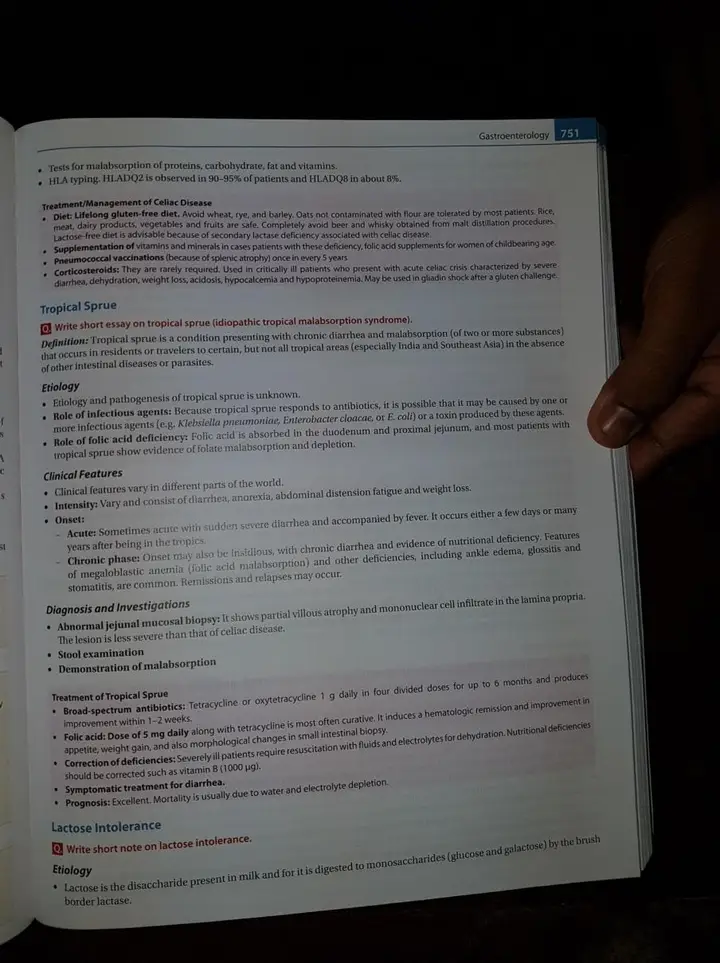 Gastroenterology 751
• Tests for malabsorption of proteins, carbohydrate, fat and vitamins.
• HLA typing. HLADQ2 is observed in 90–95% of patients and HLADQ8 in about 8%.
Treatment/Management of Celiac Disease
• Diet: Lifelong gluten-free diet. Avoid wheat, rye, and barley. Oats not contaminated with flour are tolerated by most patients. Rice,
meat, dairy products, vegetables and fruits are safe. Completely avoid beer and whisky obtained from malt distillation procedures.
Lactose-free diet is advisable because of secondary lactase deficiency associated with celiac disease.
• Supplementation of vitamins and minerals in cases patients with these deficiency, folic acid supplements for women of childbearing age.
• Pneumococcal vaccinations (because of splenic atrophy) once in every 5 years
• Corticosteroids: They are rarely required. Used in critically ill patients who present with acute celiac crisis characterized by severe
diarrhea, dehydration, weight loss, acidosis, hypocalcemia and hypoproteinemia. May be used in gliadin shock after a gluten challenge.
Tropical Sprue
Q. Write short essay on tropical sprue (idiopathic tropical malabsorption syndrome).
Definition: Tropical sprue is a condition presenting with chronic diarrhea and malabsorption (of two or more substances)
that occurs in residents or travelers to certain, but not all tropical areas (especially India and Southeast Asia) in the absence
of other intestinal diseases or parasites.
Etiology
• Etiology and pathogenesis of tropical sprue is unknown.
• Role of infectious agents: Because tropical sprue responds to antibiotics, it is possible that it may be caused by one or
more infectious agents (e.g. Klebsiella pneumoniae, Enterobacter cloacae, or E. coli) or a toxin produced by these agents.
• Role of folic acid deficiency: Folic acid is absorbed in the duodenum and proximal jejunum, and most patients with
tropical sprue show evidence of folate malabsorption and depletion.
Clinical Features
• Clinical features vary in different parts of the world.
• Intensity: Vary and consist of diarrhea, anorexia, abdominal distension fatigue and weight loss.
• Onset:
– Acute: Sometimes acute with sudden severe diarrhea and accompanied by fever. It occurs either a few days or many
years after being in the tropics.
– Chronic phase: Onset may also be insidious, with chronic diarrhea and evidence of nutritional deficiency. Features
of megaloblastic anemia (folic acid malabsorption) and other deficiencies, including ankle edema, glossitis and
stomatitis, are common. Remissions and relapses may occur.
Diagnosis and Investigations
• Abnormal jejunal mucosal biopsy: It shows partial villous atrophy and mononuclear cell infiltrate in the lamina propria.
The lesion is less severe than that of celiac disease.
• Stool examination
• Demonstration of malabsorption
Treatment of Tropical Sprue
• Broad-spectrum antibiotics: Tetracycline or oxytetracycline 1 g daily in four divided doses for up to 6 months and produces
improvement within 1–2 weeks.
• Folic acid: Dose of 5 mg daily along with tetracycline is most often curative. It induces a hematologic remission and improvement in
appetite, weight gain, and also morphological changes in small intestinal biopsy.
• Correction of deficiencies: Severely ill patients require resuscitation with fluids and electrolytes for dehydration. Nutritional deficiencies
should be corrected such as vitamin B (1000 µg).
• Symptomatic treatment for diarrhea.
• Prognosis: Excellent. Mortality is usually due to water and electrolyte depletion.
Lactose Intolerance
Q. Write short note on lactose intolerance.
Etiology
• Lactose is the disaccharide present in milk and for it is digested to monosaccharides (glucose and galactose) by the brush
border lactase.